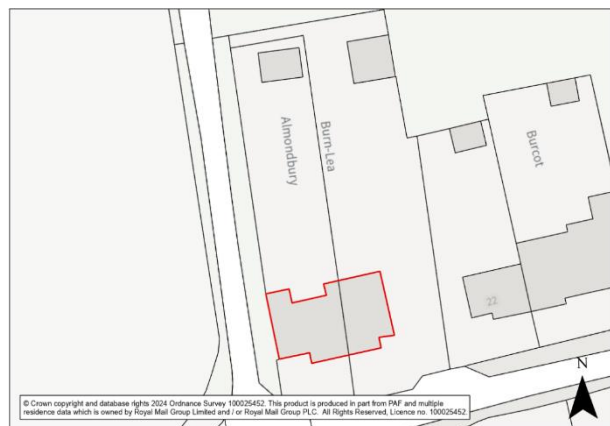 Almondbury
Burn-Lea
Burcot
22
N
© Crown copyright and database rights 2024 Ordnance Survey 100025452. This product is produced in part from PAF and multiple
residence data which is owned by Royal Mail Group Limited and / or Royal Mail Group PLC. All Rights Reserved, Licence no. 100025452.